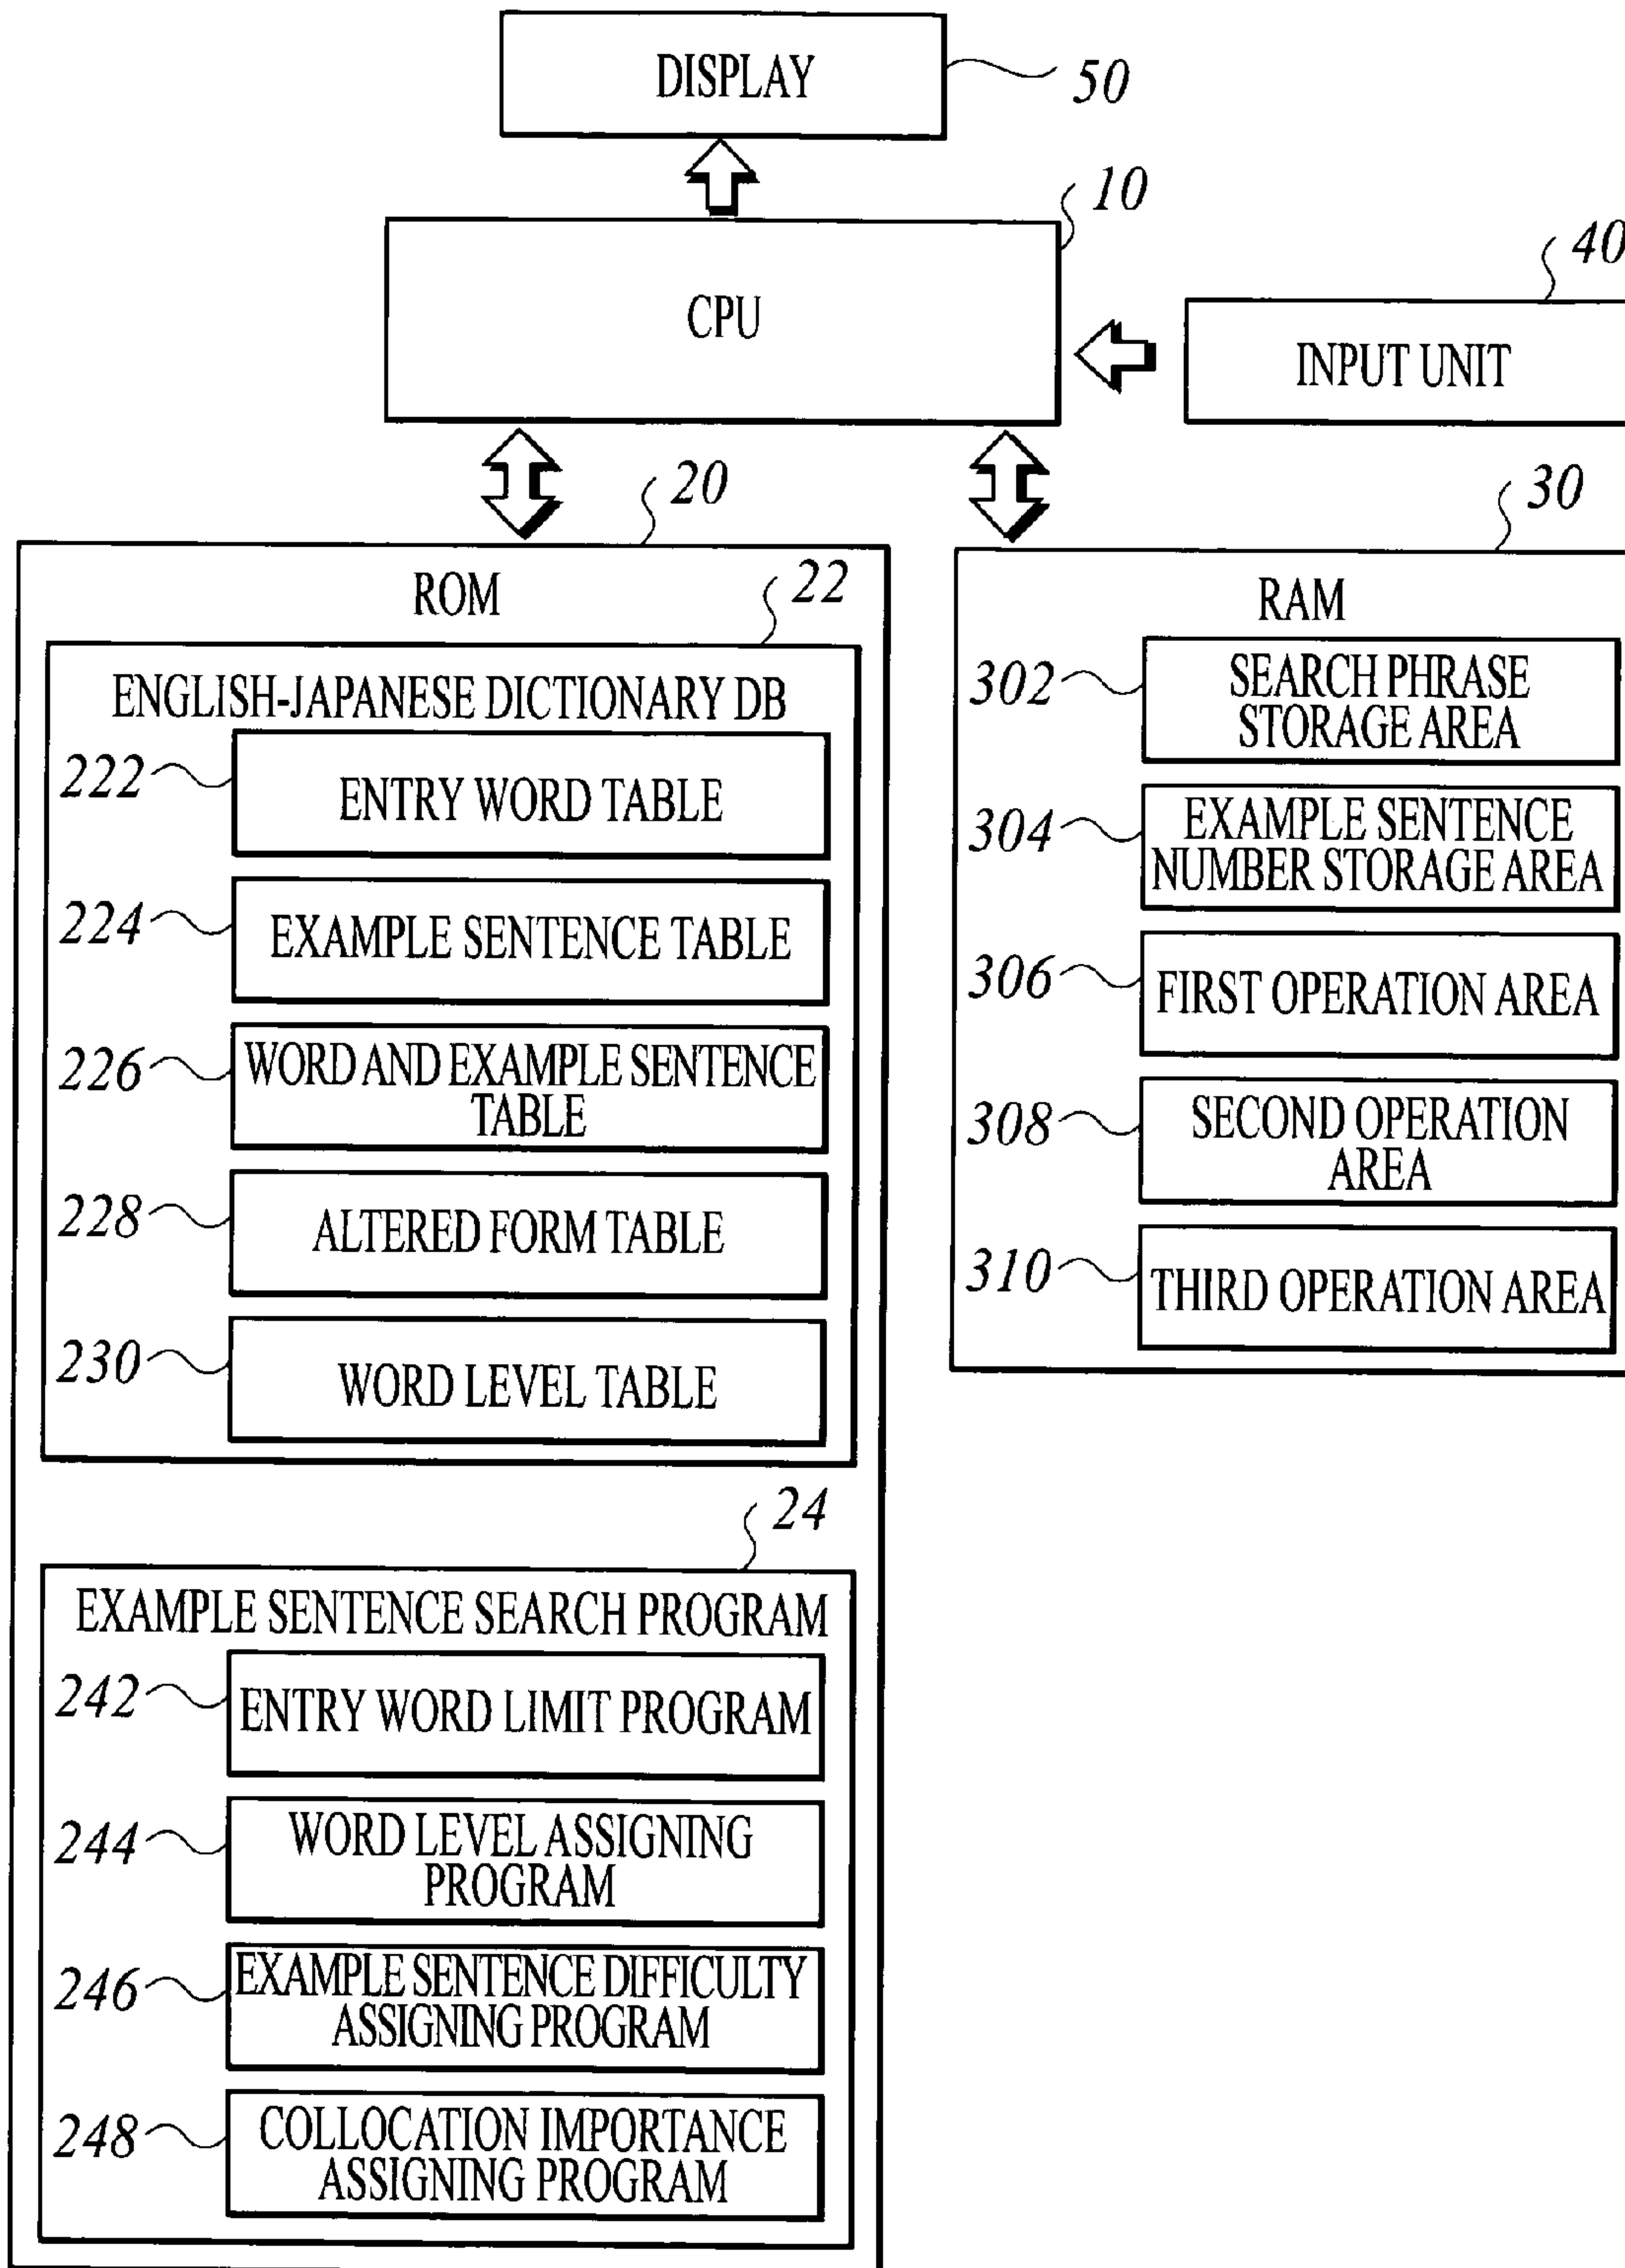 DISPLAY
50
10
CPU
40
INPUT UNIT
20
ROM
22
ENGLISH-JAPANESE DICTIONARY DB
222
ENTRY WORD TABLE
224
EXAMPLE SENTENCE TABLE
226
WORD AND EXAMPLE SENTENCE
TABLE
228
ALTERED FORM TABLE
230
WORD LEVEL TABLE
24
EXAMPLE SENTENCE SEARCH PROGRAM
242
ENTRY WORD LIMIT PROGRAM
244
WORD LEVEL ASSIGNING
PROGRAM
246
EXAMPLE SENTENCE DIFFICULTY
ASSIGNING PROGRAM
248
COLLOCATION IMPORTANCE
ASSIGNING PROGRAM
30
RAM
302
SEARCH PHRASE
STORAGE AREA
304
EXAMPLE SENTENCE
NUMBER STORAGE AREA
306
FIRST OPERATION AREA
308
SECOND OPERATION
AREA
310
THIRD OPERATION AREA